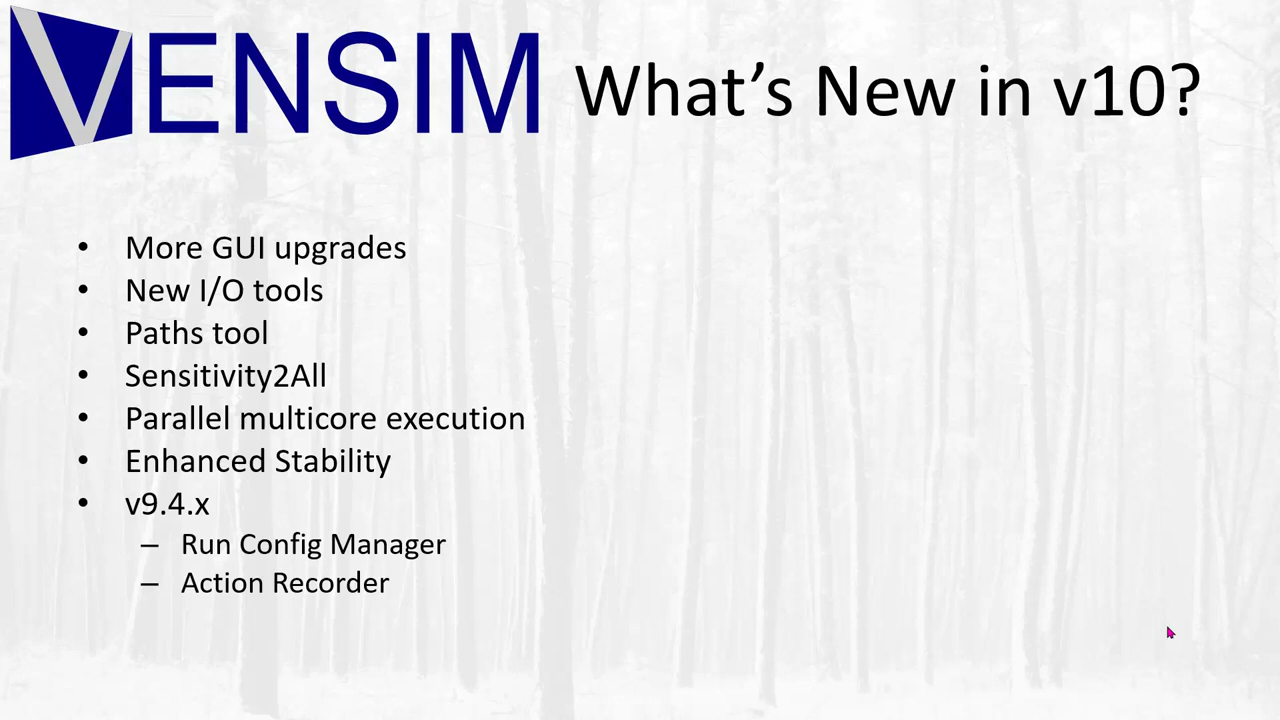 VENSIM What's New in v10?
• More GUI upgrades
• New I/O tools
• Paths tool
• Sensitivity2All
• Parallel multicore execution
• Enhanced Stability
• v9.4.x
– Run Config Manager
– Action Recorder